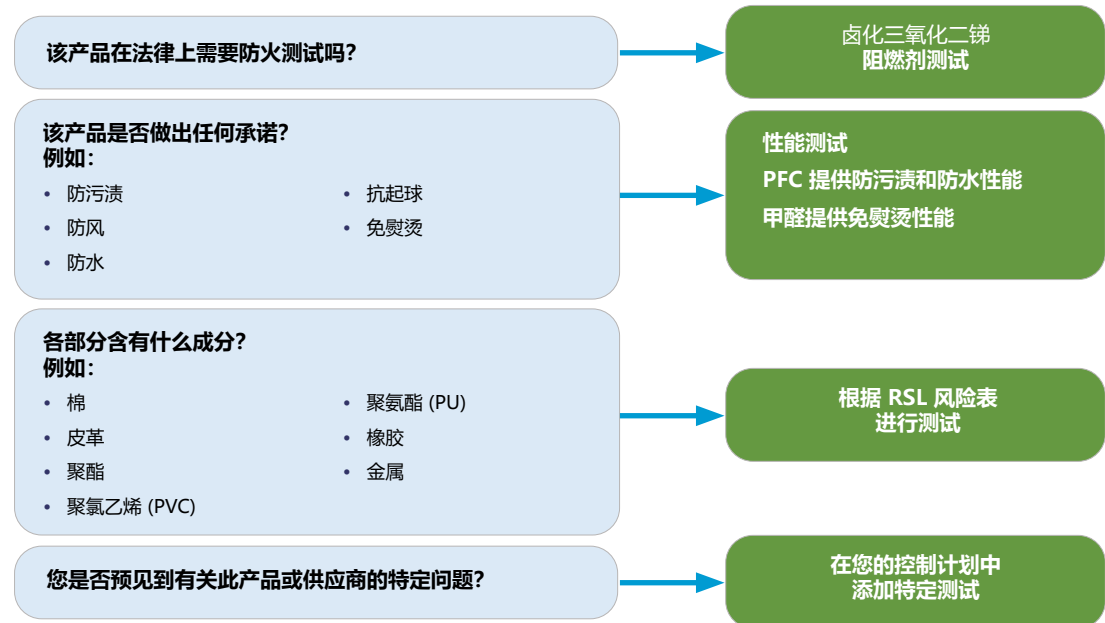 该产品在法律上需要防火测试吗？
卤化三氧化二锑
阻燃剂测试
该产品是否做出任何承诺？
例如：
• 防污渍
• 防风
• 防水
• 抗起球
• 免熨烫
性能测试
PFC 提供防污渍和防水性能
甲醛提供免熨烫性能
各部分含有什么成分？
例如：
• 棉
• 皮革
• 聚酯
• 聚氯乙烯 (PVC)
• 聚氨酯 (PU)
• 橡胶
• 金属
根据 RSL 风险表
进行测试
您是否预见到有关此产品或供应商的特定问题？
在您的控制计划中
添加特定测试